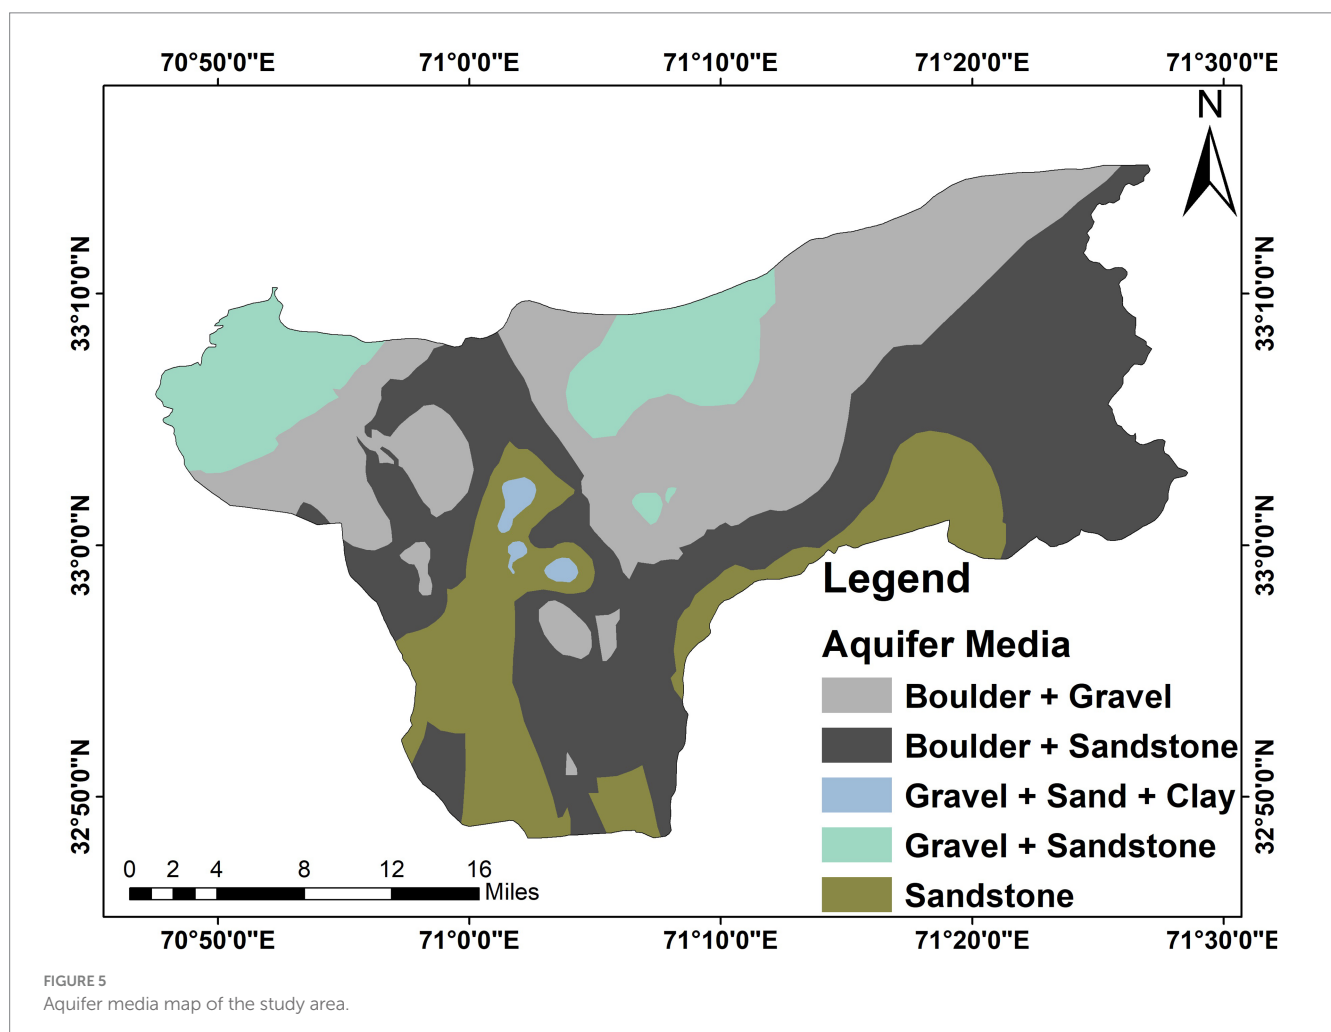 70°50'0"E 71°0'0"E 71°10'0"E 71°20'0"E 71°30'0"E
N
33°10'0"N 33°10'0"N
33°0'0"N 33°0'0"N
Legend
Aquifer Media
Boulder + Gravel
Boulder + Sandstone
Gravel + Sand + Clay
Gravel + Sandstone
Sandstone
32°50'0"N 32°50'0"N
0 2 4 8 12 16
Miles
70°50'0"E 71°0'0"E 71°10'0"E 71°20'0"E 71°30'0"E
FIGURE 5
Aquifer media map of the study area.